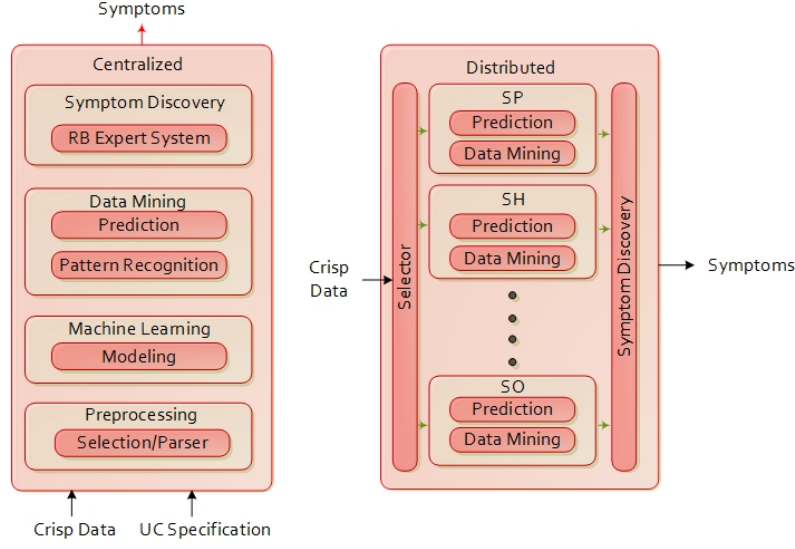 Symptoms
Centralized
Symptom Discovery
RB Expert System
Data Mining
Prediction
Pattern Recognition
Machine Learning
Modeling
Preprocessing
Selection/Parser
Crisp Data
UC Specification
Distributed
Crisp
Data
Selector
SP
Prediction
Data Mining
SH
Prediction
Data Mining
SO
Prediction
Data Mining
Symptom Discovery
Symptoms